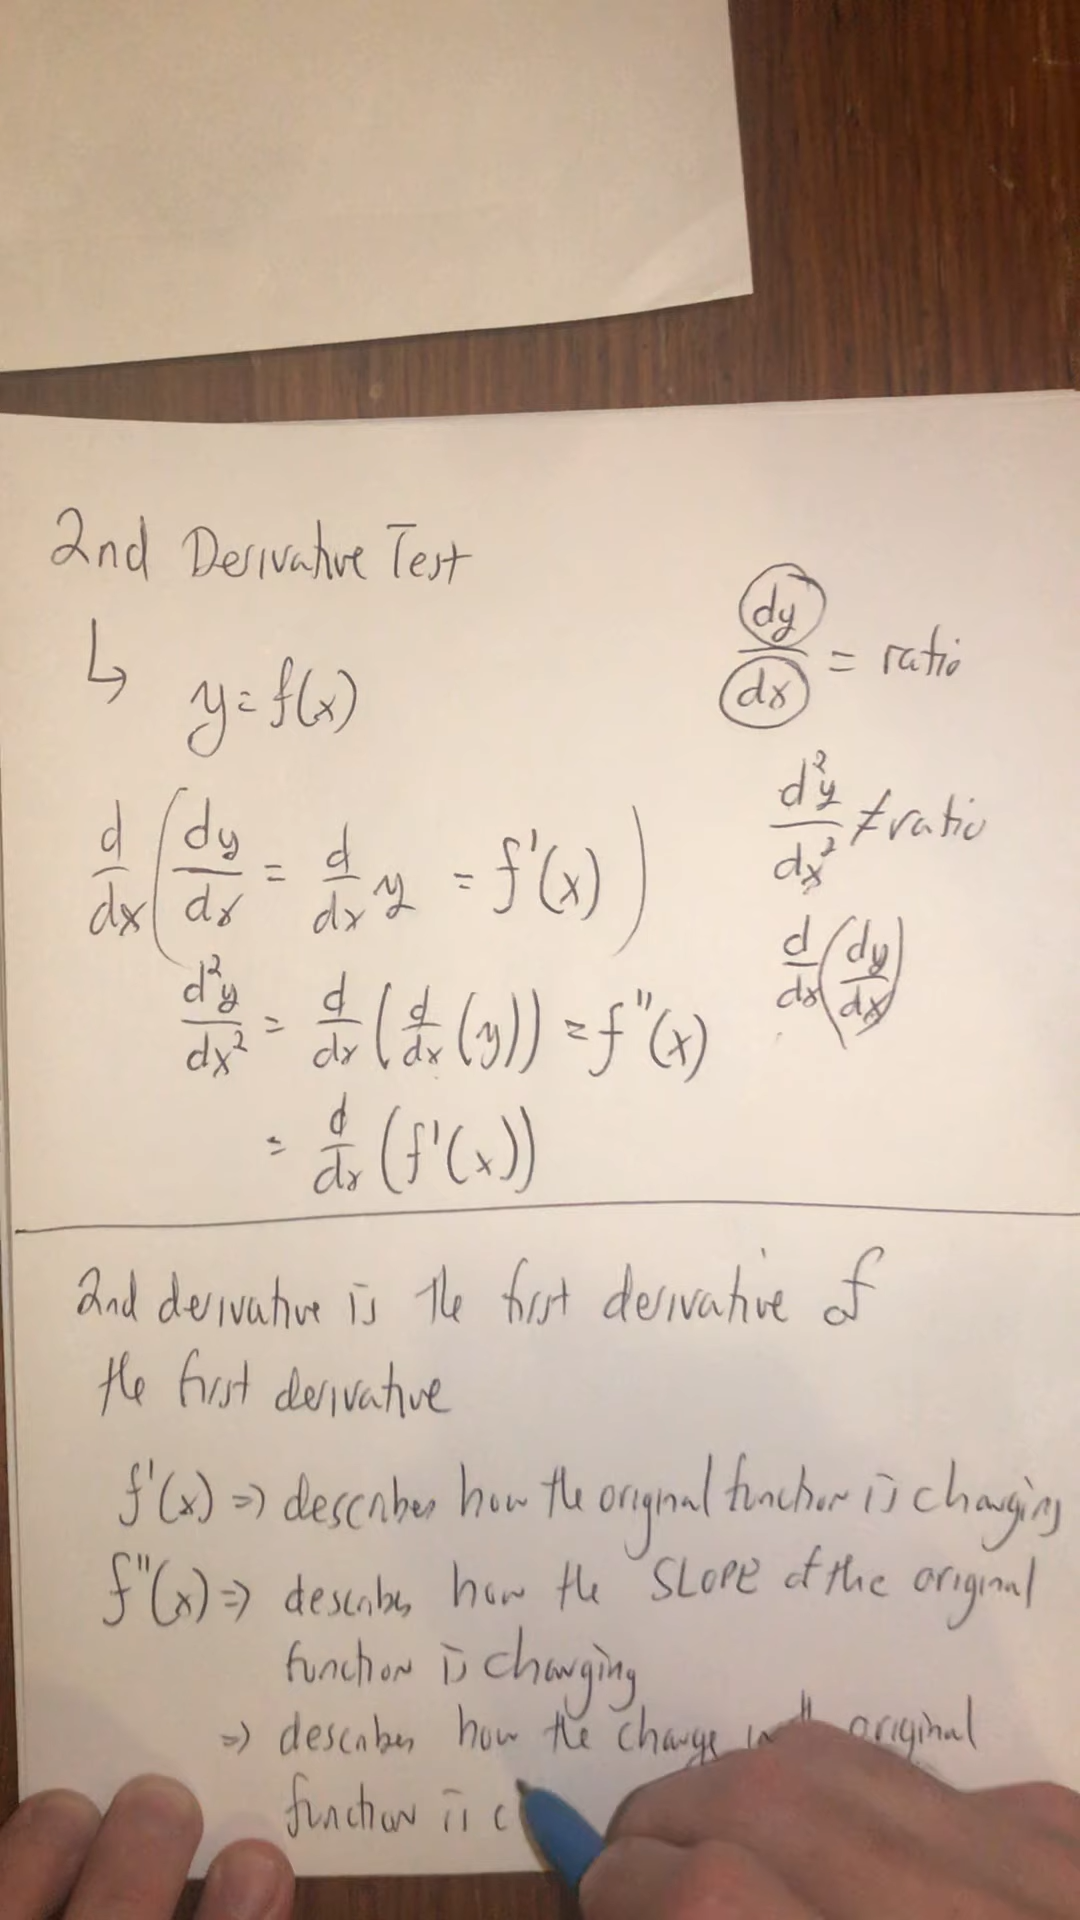 2nd Derivative Test
↳ y = f(x)
d/dx (dy/dx = d/dx y = f'(x))
d²y/dx² = d/dx (d/dx (y)) = f''(x)
= d/dx (f'(x))
dy/dx = ratio
d²y/dx² ≠ ratio
d/dx (dy/dx)
2nd derivative is the first derivative of
the first derivative
f'(x) => describes how the original function is changing
f''(x) => describes how the SLOPE of the original
function is changing
=> describes how the change in original
function is c